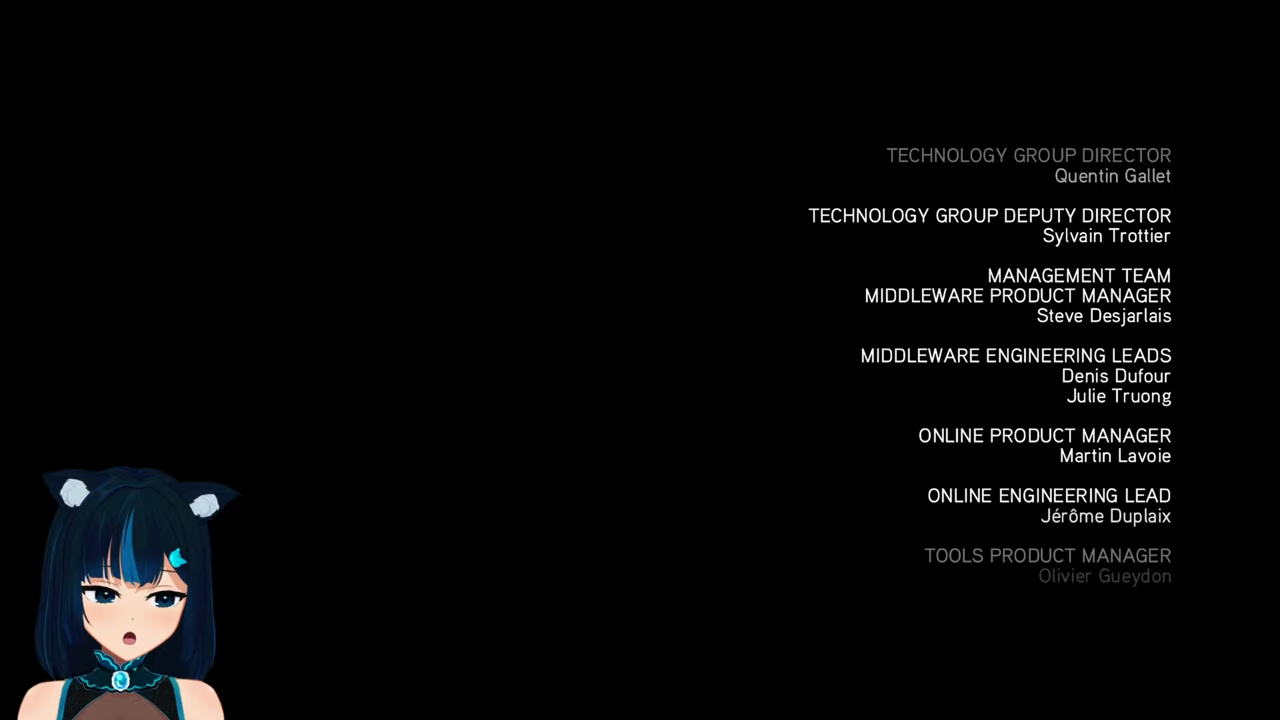 TECHNOLOGY GROUP DIRECTOR
Quentin Gallet
TECHNOLOGY GROUP DEPUTY DIRECTOR
Sylvain Trottier
MANAGEMENT TEAM
MIDDLEWARE PRODUCT MANAGER
Steve Desjarlais
MIDDLEWARE ENGINEERING LEADS
Denis Dufour
Julie Truong
ONLINE PRODUCT MANAGER
Martin Lavoie
ONLINE ENGINEERING LEAD
Jérôme Duplaix
TOOLS PRODUCT MANAGER
Olivier Gueydon